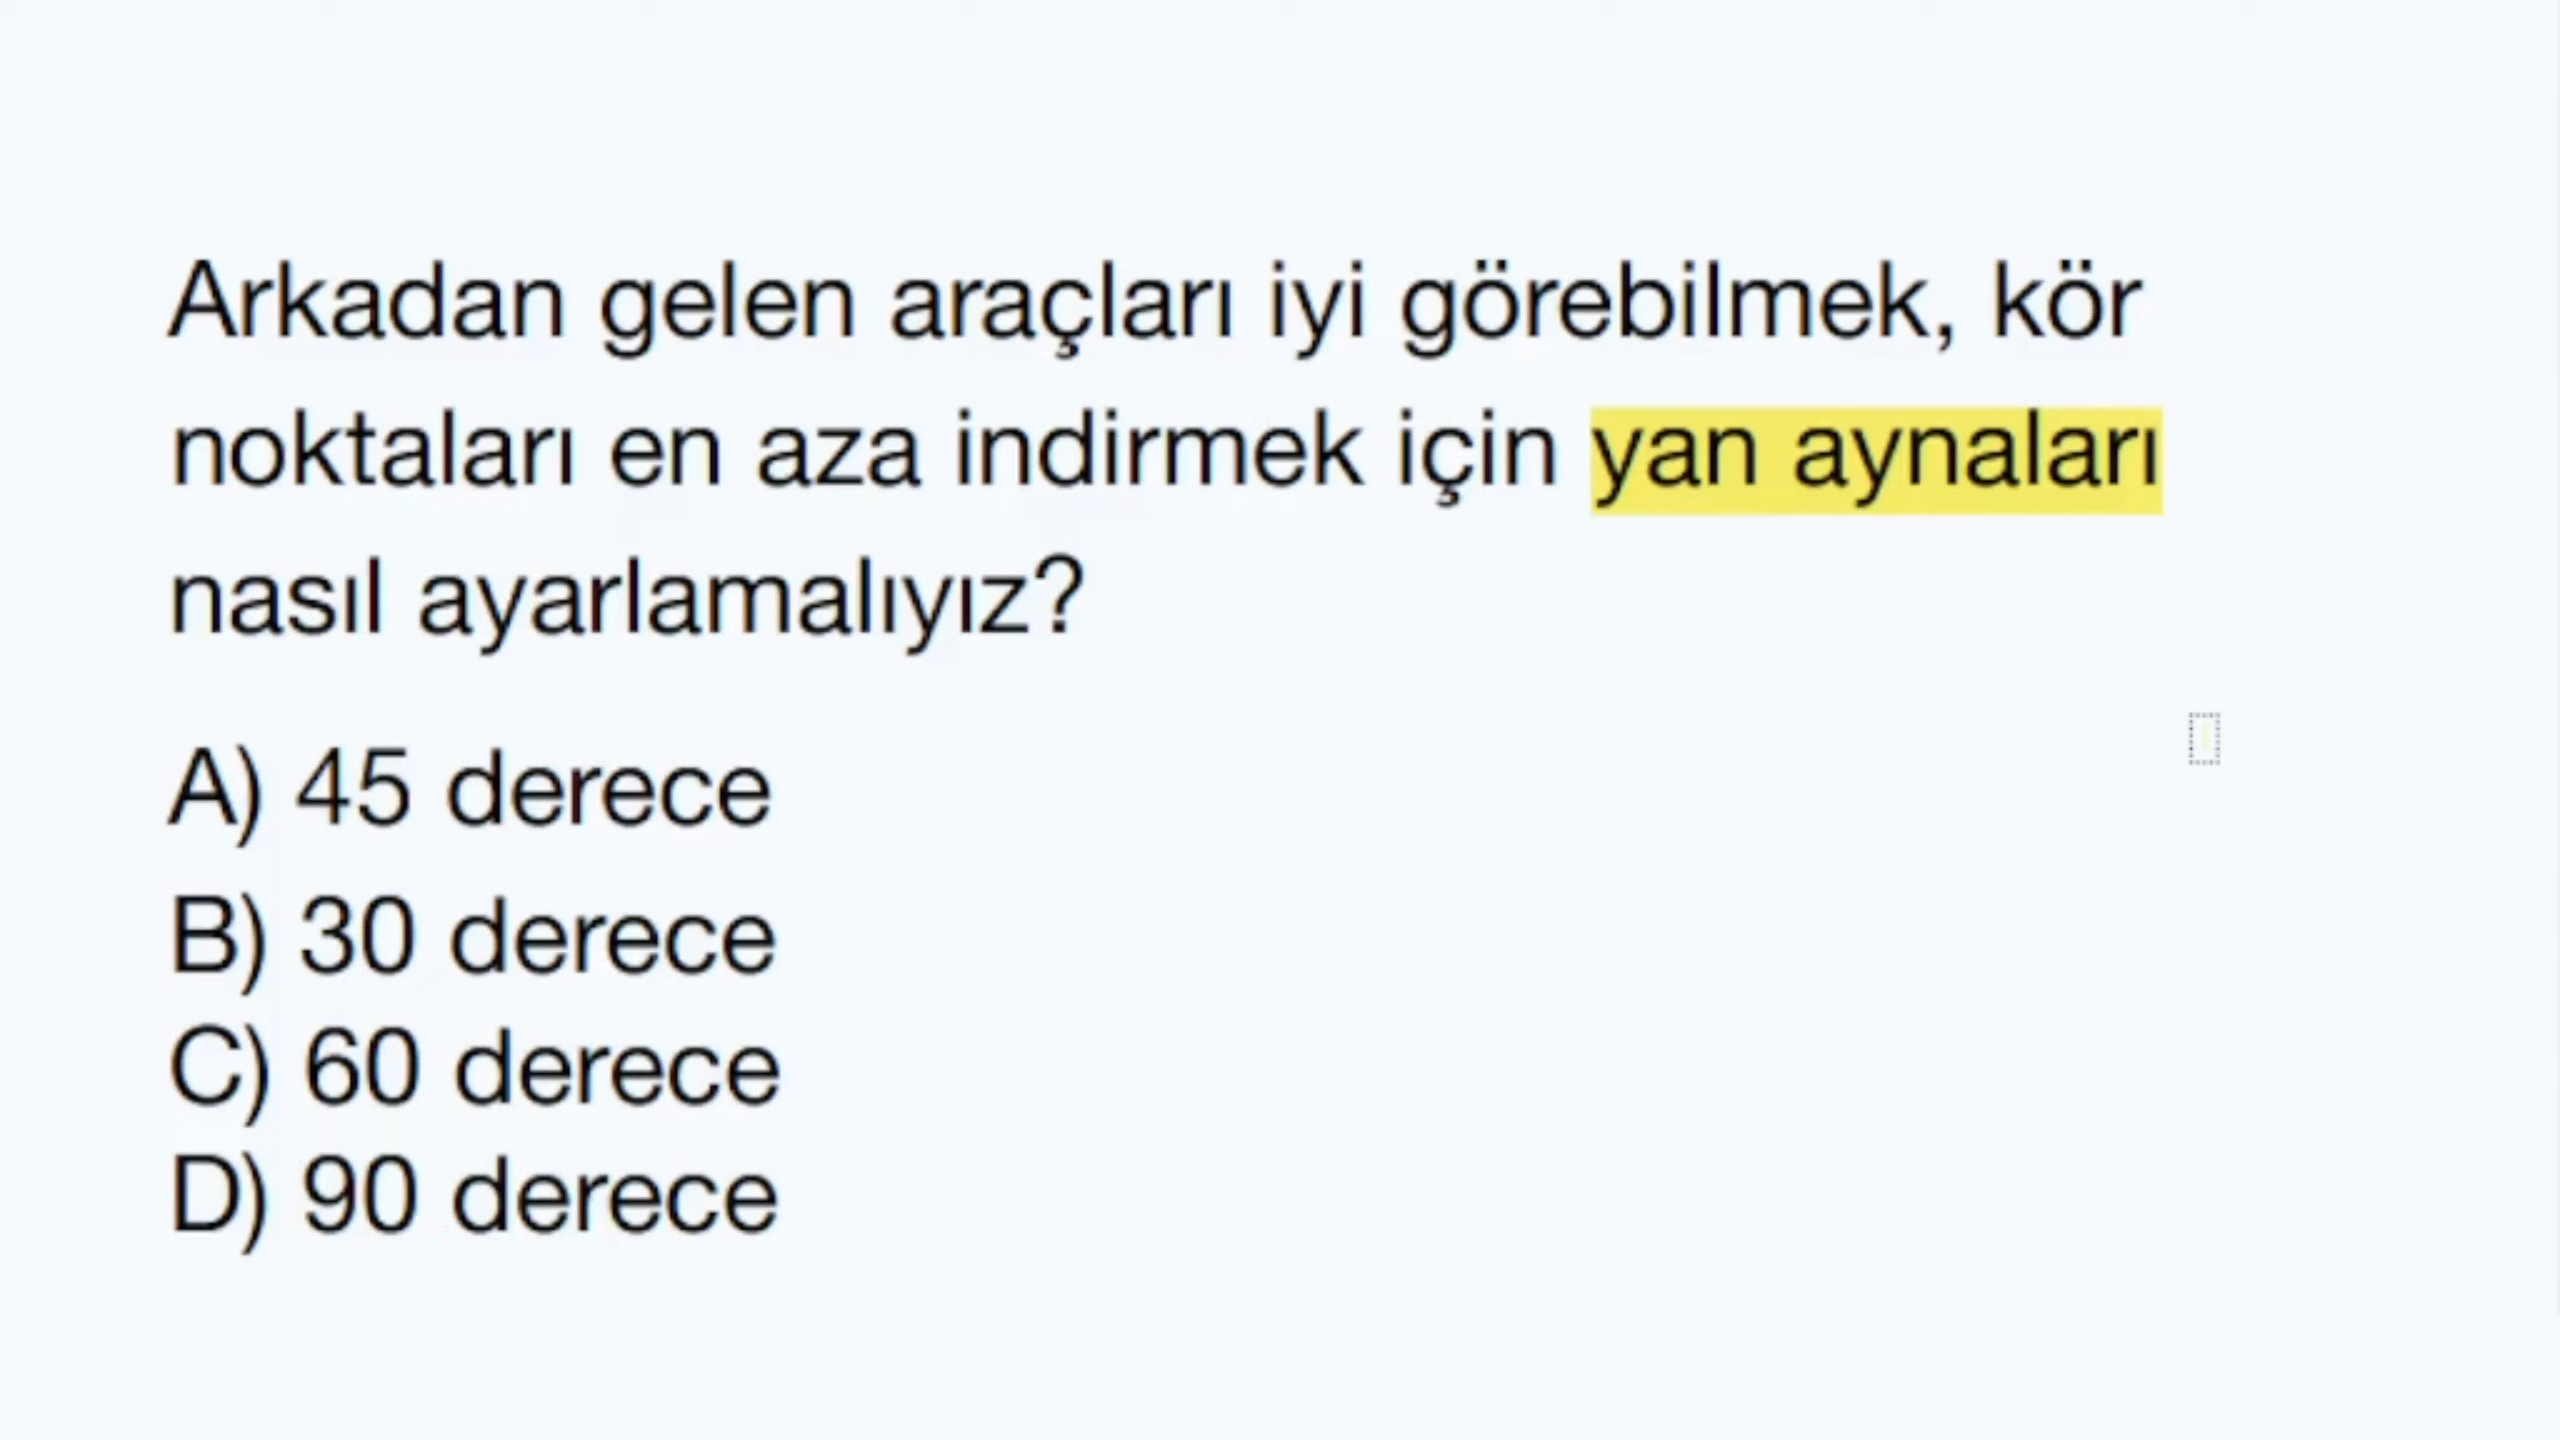 Arkadan gelen araçları iyi görebilmek, kör
noktaları en aza indirmek için yan aynaları
nasıl ayarlamalıyız?
A) 45 derece
B) 30 derece
C) 60 derece
D) 90 derece